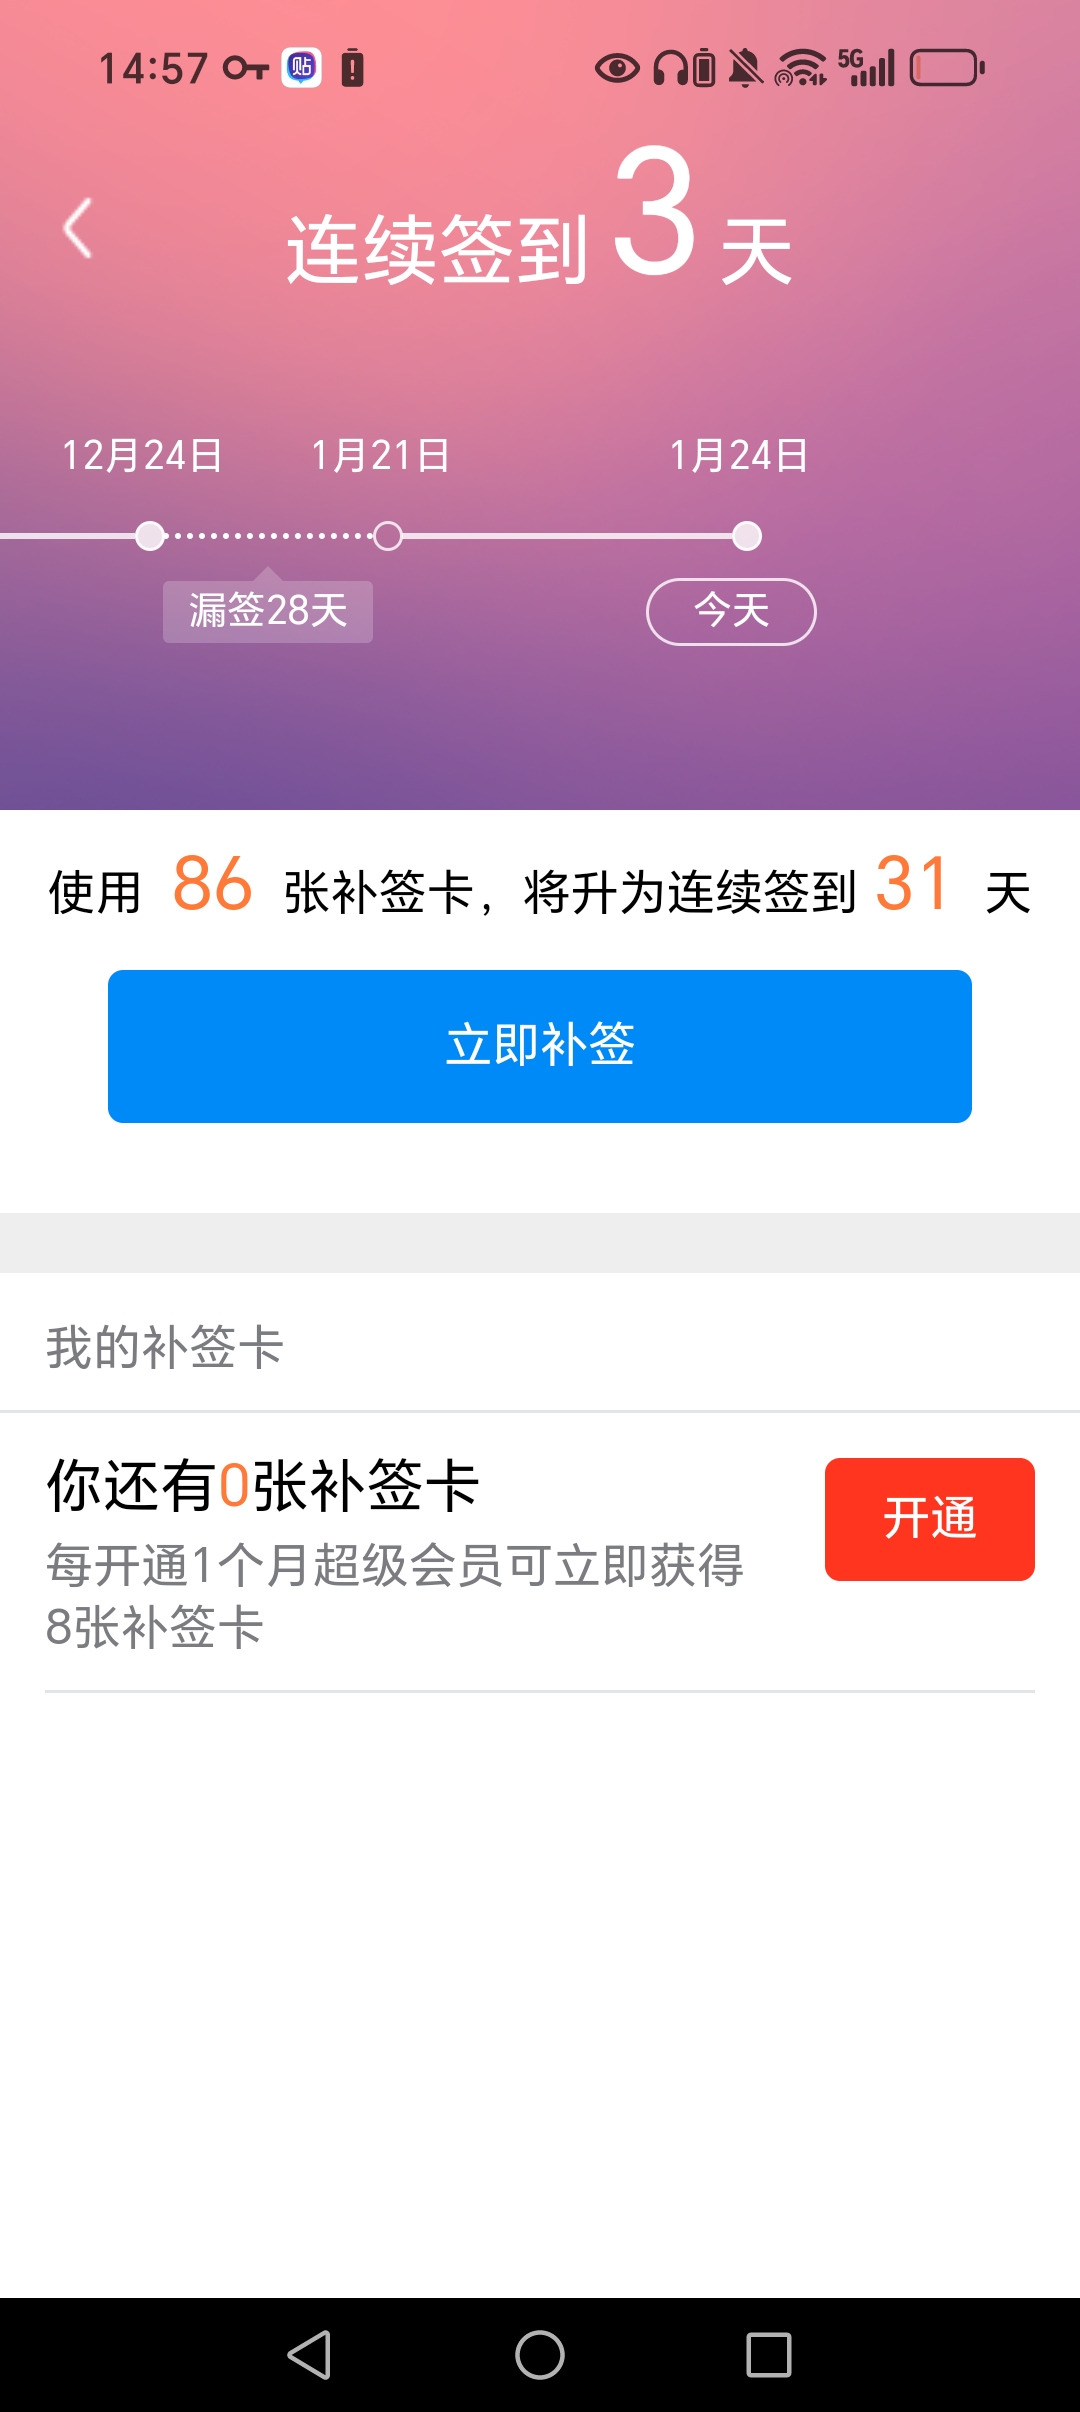 14:57 贴 5G
连续签到 3 天
12月24日 1月21日 1月24日
漏签28天 今天
使用 86 张补签卡，将升为连续签到 31 天
立即补签
我的补签卡
你还有0张补签卡
开通
每开通1个月超级会员可立即获得
8张补签卡